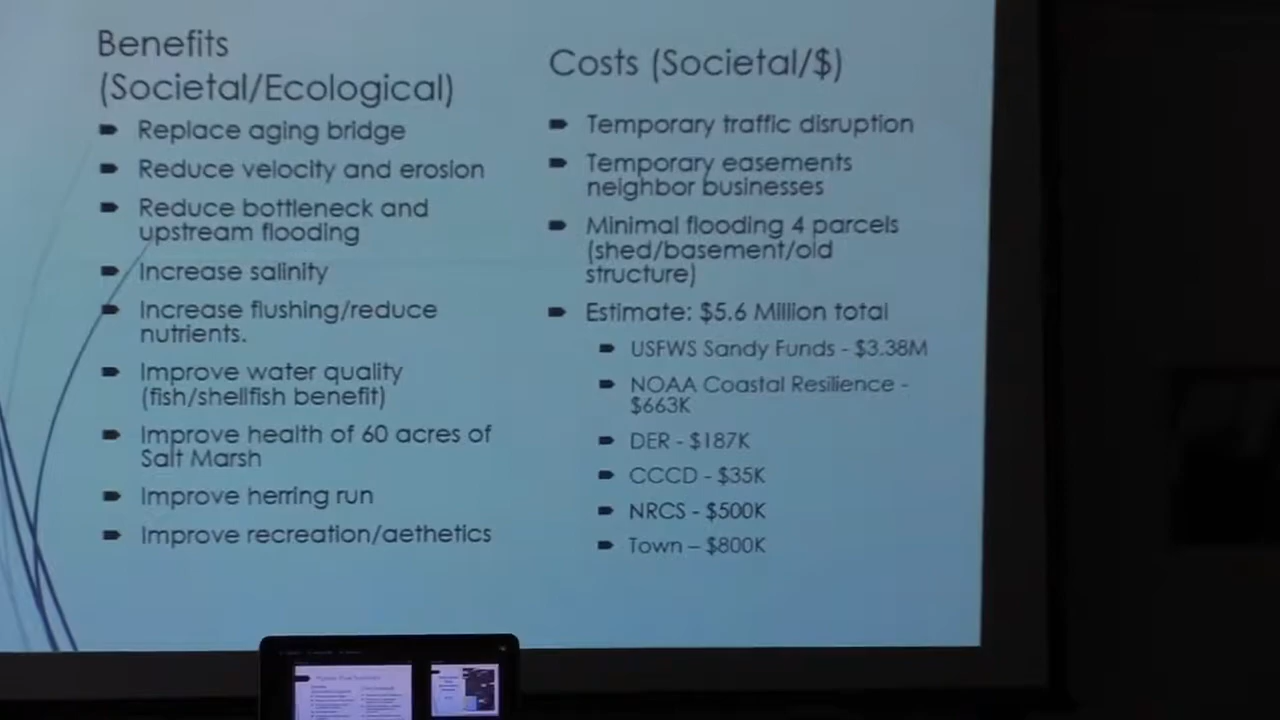 Benefits
(Societal/Ecological)
Replace aging bridge
Reduce velocity and erosion
Reduce bottleneck and
upstream flooding
Increase salinity
Increase flushing/reduce
nutrients.
Improve water quality
(fish/shellfish benefit)
Improve health of 60 acres of
Salt Marsh
Improve herring run
Improve recreation/aethetics
Costs (Societal/$)
Temporary traffic disruption
Temporary easements
neighbor businesses
Minimal flooding 4 parcels
(shed/basement/old
structure)
Estimate: $5.6 Million total
USFWS Sandy Funds - $3.38M
NOAA Coastal Resilience -
$663K
DER - $187K
CCCD - $35K
NRCS - $500K
Town – $800K